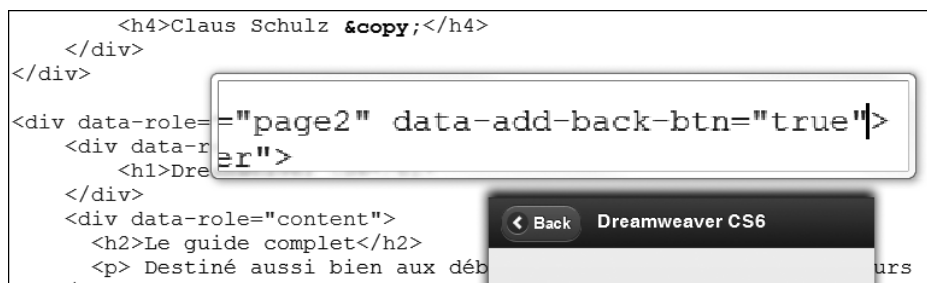 <h4>Claus Schulz &copy;</h4>
</div>
</div>
<div data-role=
="page2" data-add-back-btn="true">
<div data-r
er">
<h1>Dre
</div>
<div data-role="content">
Back Dreamweaver CS6
<h2>Le guide complet</h2>
<p> Destiné aussi bien aux déb
urs